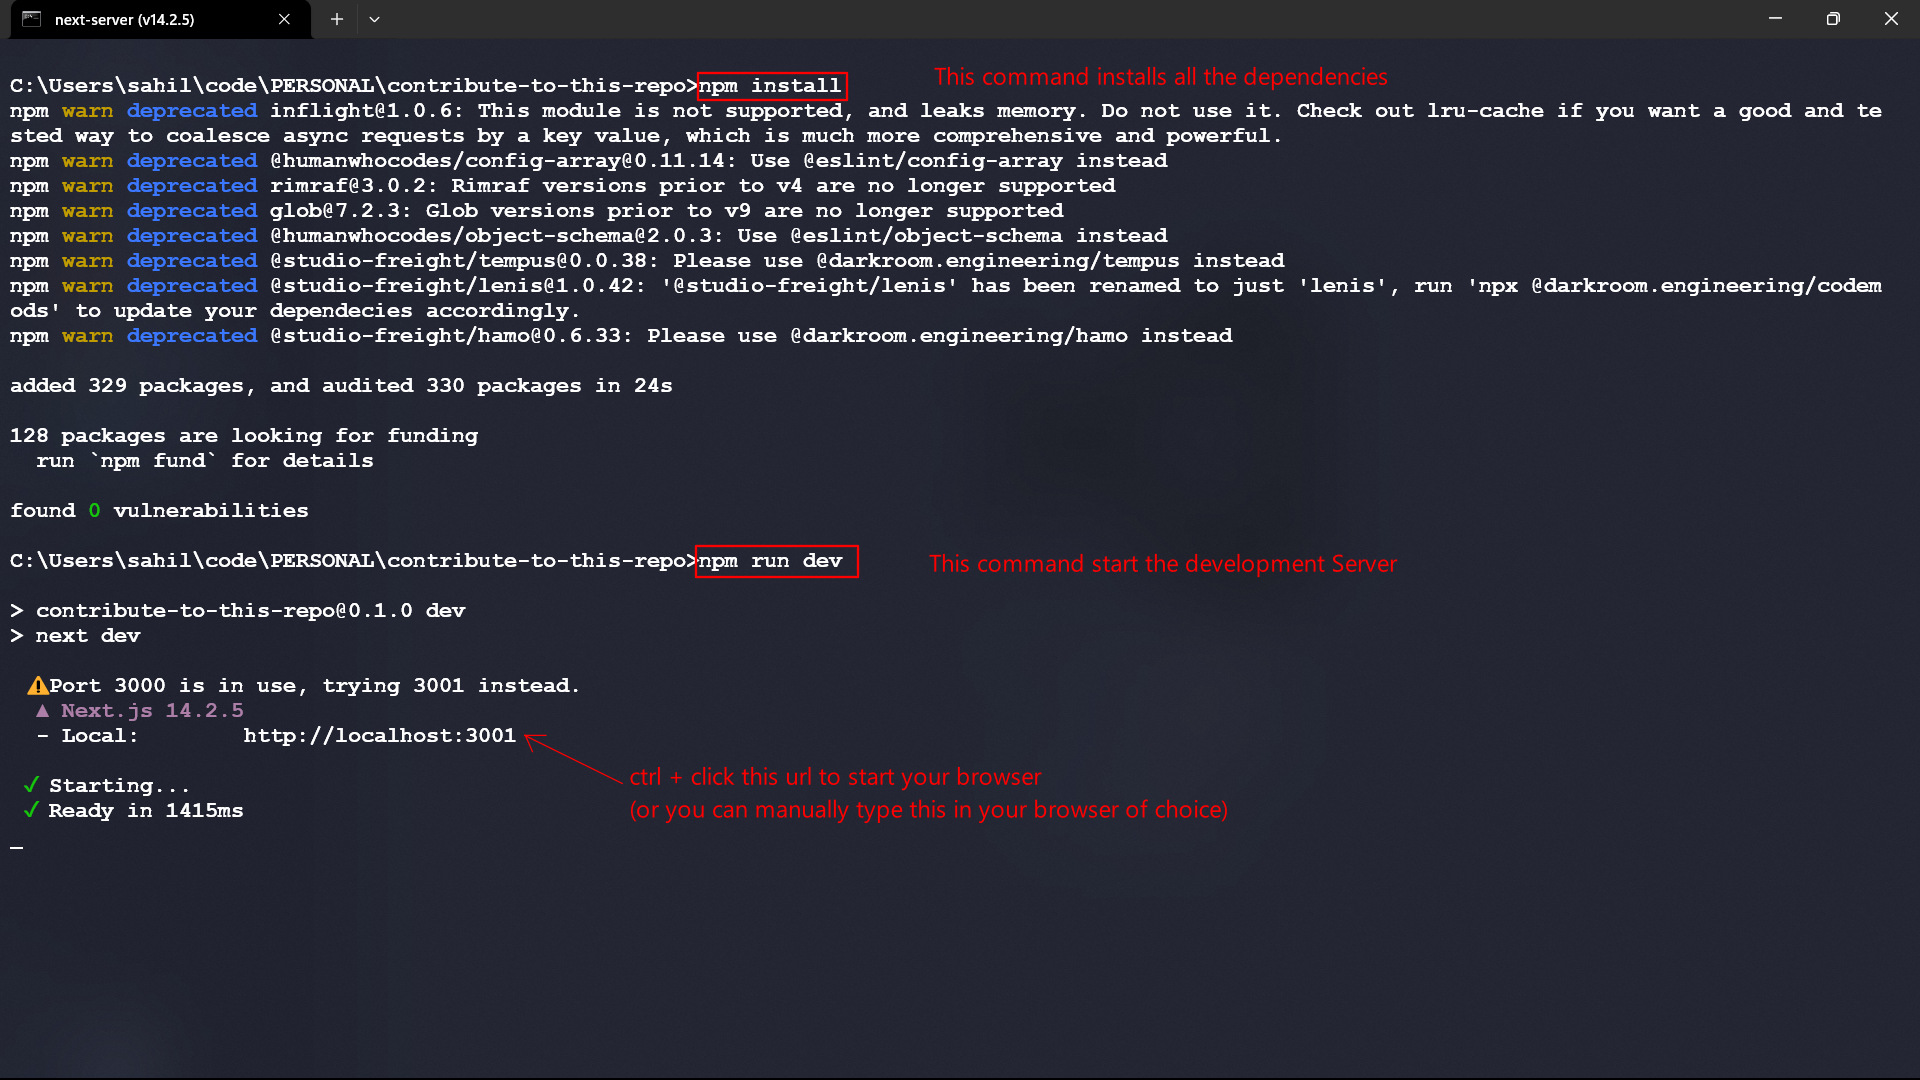 next-server (v14.2.5)
C:\Users\sahil\code\PERSONAL\contribute-to-this-repo>npm install
This command installs all the dependencies
npm warn deprecated inflight@1.0.6: This module is not supported, and leaks memory. Do not use it. Check out lru-cache if you want a good and te
sted way to coalesce async requests by a key value, which is much more comprehensive and powerful.
npm warn deprecated @humanwhocodes/config-array@0.11.14: Use @eslint/config-array instead
npm warn deprecated rimraf@3.0.2: Rimraf versions prior to v4 are no longer supported
npm warn deprecated glob@7.2.3: Glob versions prior to v9 are no longer supported
npm warn deprecated @humanwhocodes/object-schema@2.0.3: Use @eslint/object-schema instead
npm warn deprecated @studio-freight/tempus@0.0.38: Please use @darkroom.engineering/tempus instead
npm warn deprecated @studio-freight/lenis@1.0.42: '@studio-freight/lenis' has been renamed to just 'lenis', run 'npx @darkroom.engineering/codem
ods' to update your dependecies accordingly.
npm warn deprecated @studio-freight/hamo@0.6.33: Please use @darkroom.engineering/hamo instead
added 329 packages, and audited 330 packages in 24s
128 packages are looking for funding
  run `npm fund` for details
found 0 vulnerabilities
C:\Users\sahil\code\PERSONAL\contribute-to-this-repo>npm run dev
This command start the development Server
> contribute-to-this-repo@0.1.0 dev
> next dev
⚠Port 3000 is in use, trying 3001 instead.
▲ Next.js 14.2.5
- Local:        http://localhost:3001
ctrl + click this url to start your browser
(or you can manually type this in your browser of choice)
✓ Starting...
✓ Ready in 1415ms